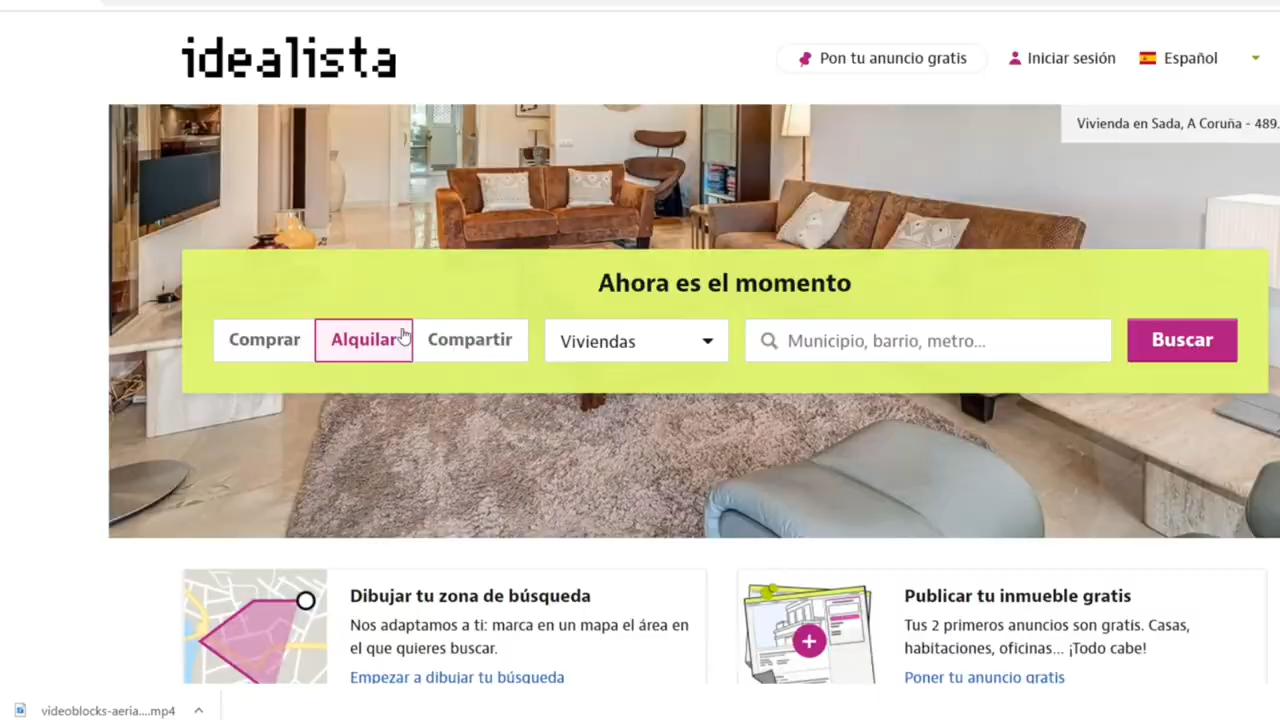 idealista
Pon tu anuncio gratis
Iniciar sesión
Español
Vivienda en Sada, A Coruña - 489.
Ahora es el momento
Comprar
Alquilar
Compartir
Viviendas
Municipio, barrio, metro...
Buscar
Dibujar tu zona de búsqueda
Nos adaptamos a ti: marca en un mapa el área en
el que quieres buscar.
Empezar a dibujar tu búsqueda
Publicar tu inmueble gratis
Tus 2 primeros anuncios son gratis. Casas,
habitaciones, oficinas... ¡Todo cabe!
Poner tu anuncio gratis
videoblocks-aeria....mp4